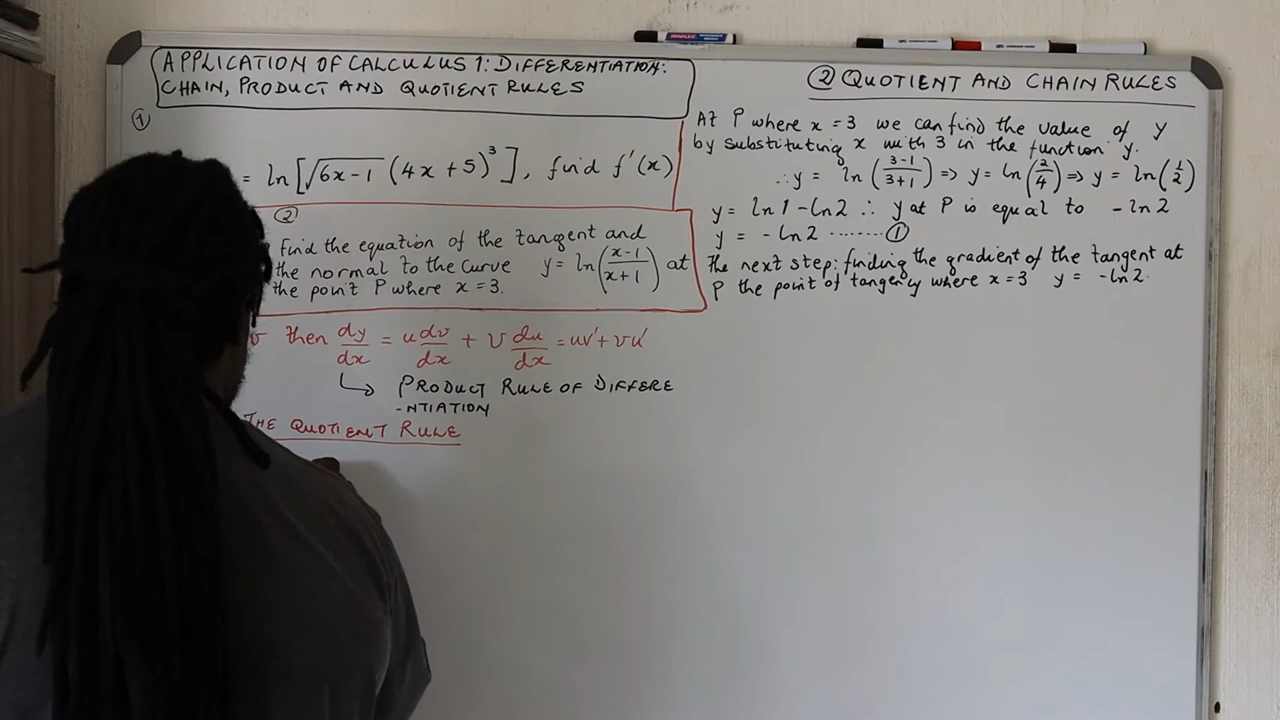 APPLICATION OF CALCULUS 1: DIFFERENTIATION:
CHAIN, PRODUCT AND QUOTIENT RULES
①
= ln[√6x-1 (4x+5)³], find f'(x)
②
Find the equation of the tangent and
the normal to the curve y = ln(x-1/x+1) at
the point P where x = 3.
v then dy/dx = u dv/dx + v du/dx = uv' + vu'
↳ PRODUCT RULE OF DIFFERE
-NTIATION
THE QUOTIENT RULE
② QUOTIENT AND CHAIN RULES
At P where x = 3 we can find the value of y
by substituting x with 3 in the function y.
∴ y = ln(3-1/3+1) ⇒ y = ln(2/4) ⇒ y = ln(1/2)
y = ln1 - ln2 ∴ y at P is equal to -ln2
y = -ln2 ........ ①
The next step: finding the gradient of the tangent at
P the point of tangency where x = 3 y = -ln2.